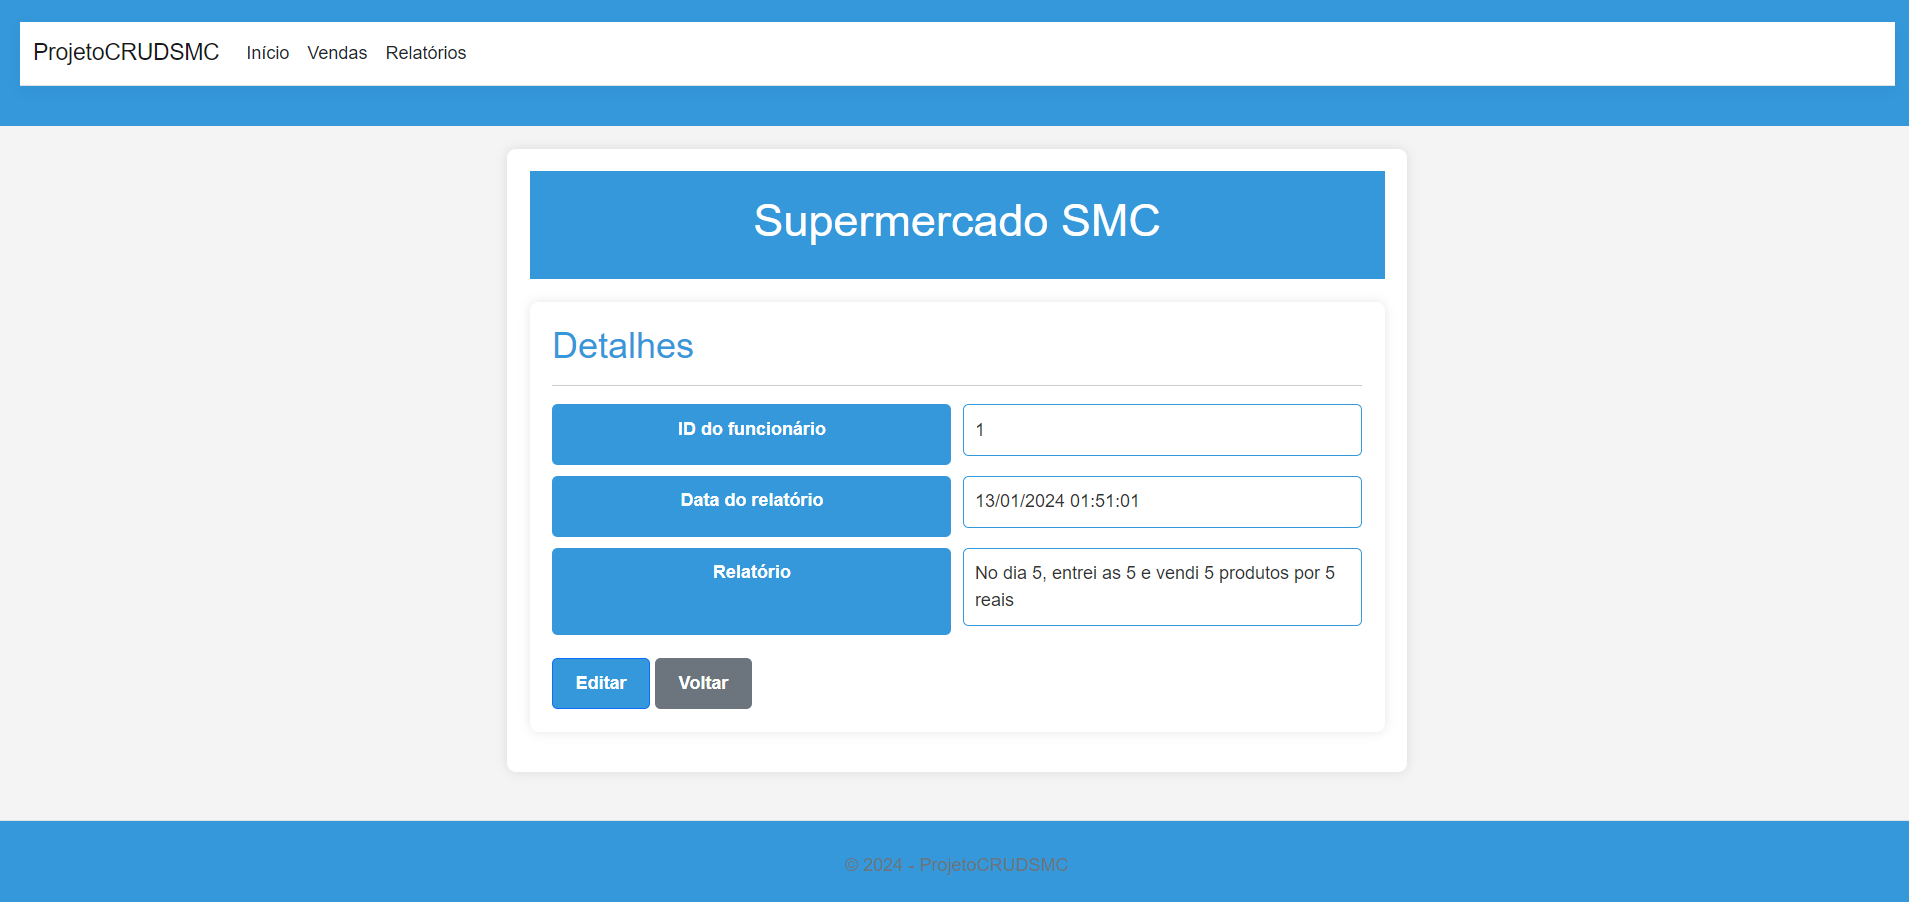 ProjetoCRUDSMC Início Vendas Relatórios
Supermercado SMC
Detalhes
ID do funcionário 1
Data do relatório 13/01/2024 01:51:01
Relatório No dia 5, entrei as 5 e vendi 5 produtos por 5
reais
Editar Voltar
© 2024 - ProjetoCRUDSMC